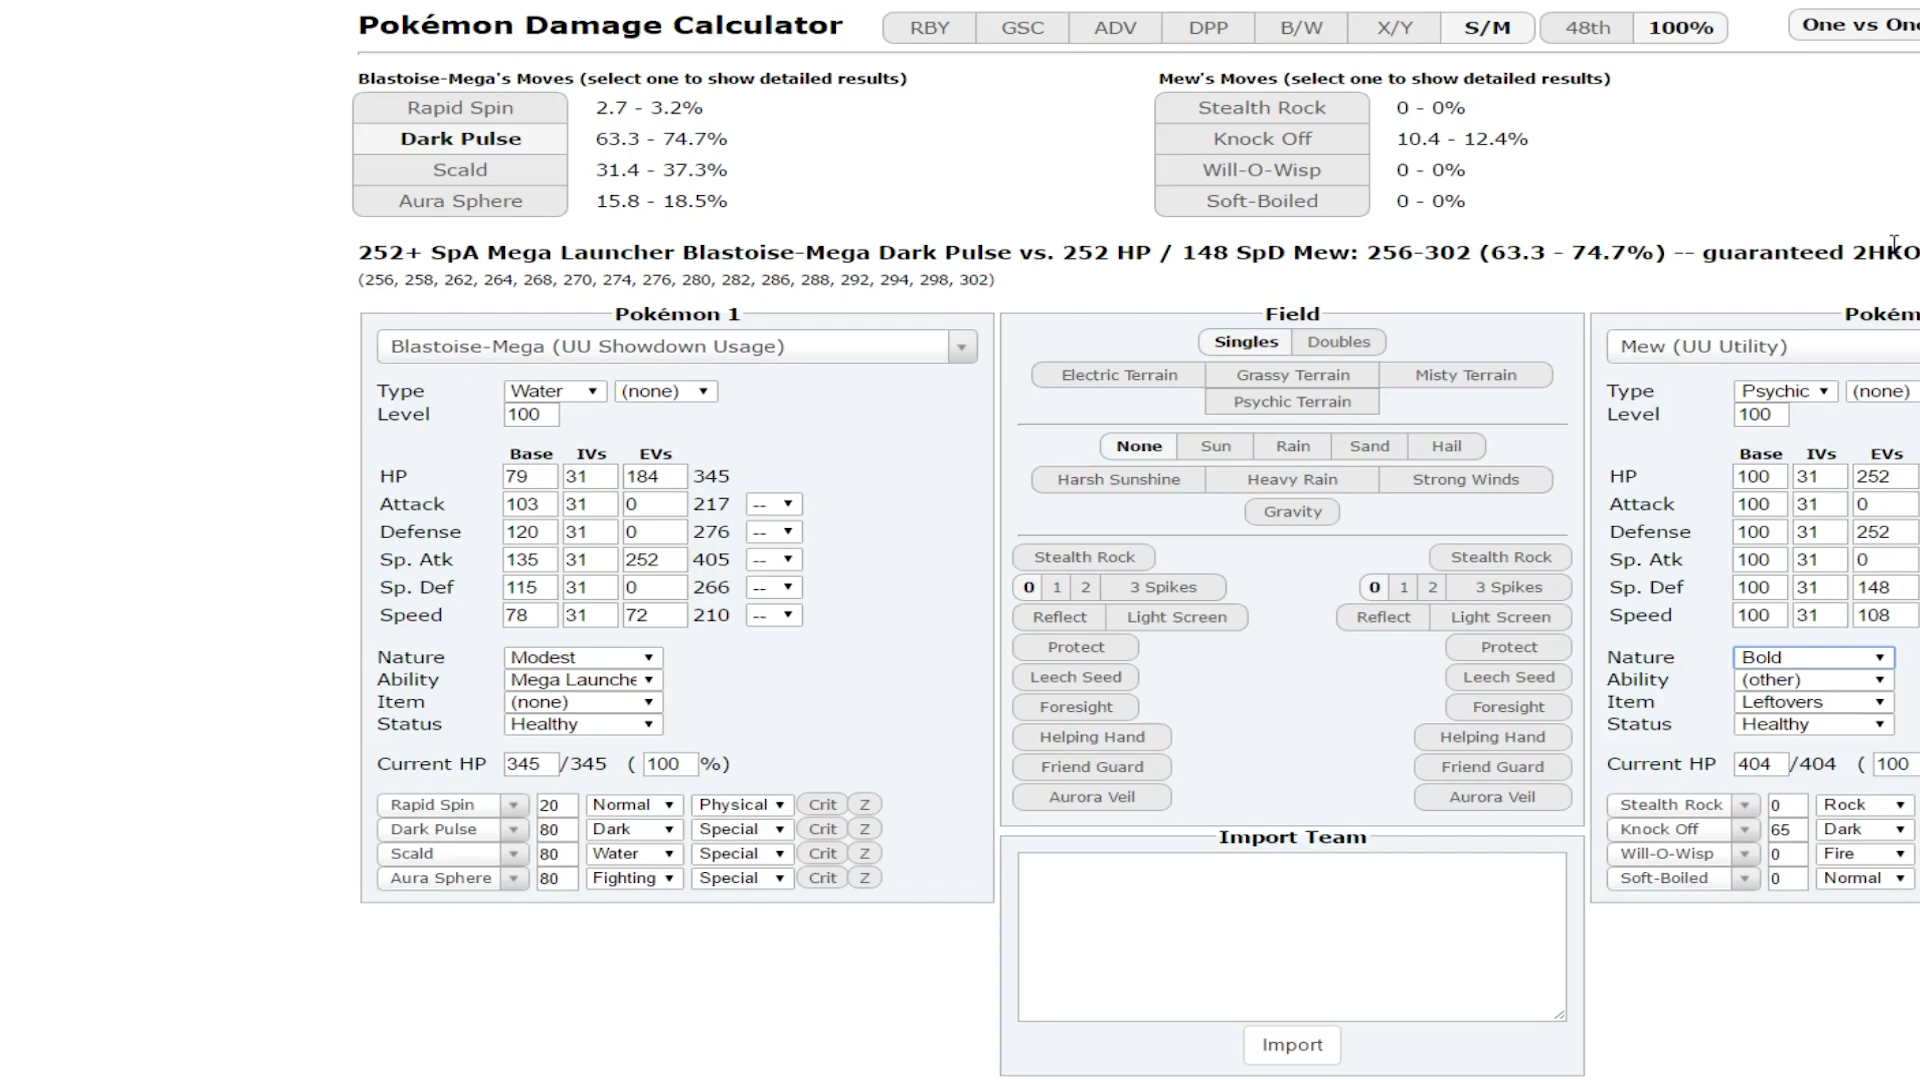 Pokémon Damage Calculator RBY GSC ADV DPP B/W X/Y S/M 48th 100% One vs One
Blastoise-Mega's Moves (select one to show detailed results) Mew's Moves (select one to show detailed results)
Rapid Spin 2.7 - 3.2% Stealth Rock 0 - 0%
Dark Pulse 63.3 - 74.7% Knock Off 10.4 - 12.4%
Scald 31.4 - 37.3% Will-O-Wisp 0 - 0%
Aura Sphere 15.8 - 18.5% Soft-Boiled 0 - 0%
252+ SpA Mega Launcher Blastoise-Mega Dark Pulse vs. 252 HP / 148 SpD Mew: 256-302 (63.3 - 74.7%) -- guaranteed 2HKO
(256, 258, 262, 264, 268, 270, 274, 276, 280, 282, 286, 288, 292, 294, 298, 302)
Pokémon 1
Blastoise-Mega (UU Showdown Usage)
Type Water (none)
Level 100
Base IVs EVs
HP 79 31 184 345
Attack 103 31 0 217 --
Defense 120 31 0 276 --
Sp. Atk 135 31 252 405 --
Sp. Def 115 31 0 266 --
Speed 78 31 72 210 --
Nature Modest
Ability Mega Launche
Item (none)
Status Healthy
Current HP 345 /345 ( 100 %)
Rapid Spin 20 Normal Physical Crit Z
Dark Pulse 80 Dark Special Crit Z
Scald 80 Water Special Crit Z
Aura Sphere 80 Fighting Special Crit Z
Field
Singles Doubles
Electric Terrain Grassy Terrain Misty Terrain
Psychic Terrain
None Sun Rain Sand Hail
Harsh Sunshine Heavy Rain Strong Winds
Gravity
Stealth Rock Stealth Rock
0 1 2 3 Spikes 0 1 2 3 Spikes
Reflect Light Screen Reflect Light Screen
Protect Protect
Leech Seed Leech Seed
Foresight Foresight
Helping Hand Helping Hand
Friend Guard Friend Guard
Aurora Veil Aurora Veil
Import Team
Import
Pokém
Mew (UU Utility)
Type Psychic (none)
Level 100
Base IVs EVs
HP 100 31 252
Attack 100 31 0
Defense 100 31 252
Sp. Atk 100 31 0
Sp. Def 100 31 148
Speed 100 31 108
Nature Bold
Ability (other)
Item Leftovers
Status Healthy
Current HP 404 /404 ( 100
Stealth Rock 0 Rock
Knock Off 65 Dark
Will-O-Wisp 0 Fire
Soft-Boiled 0 Normal